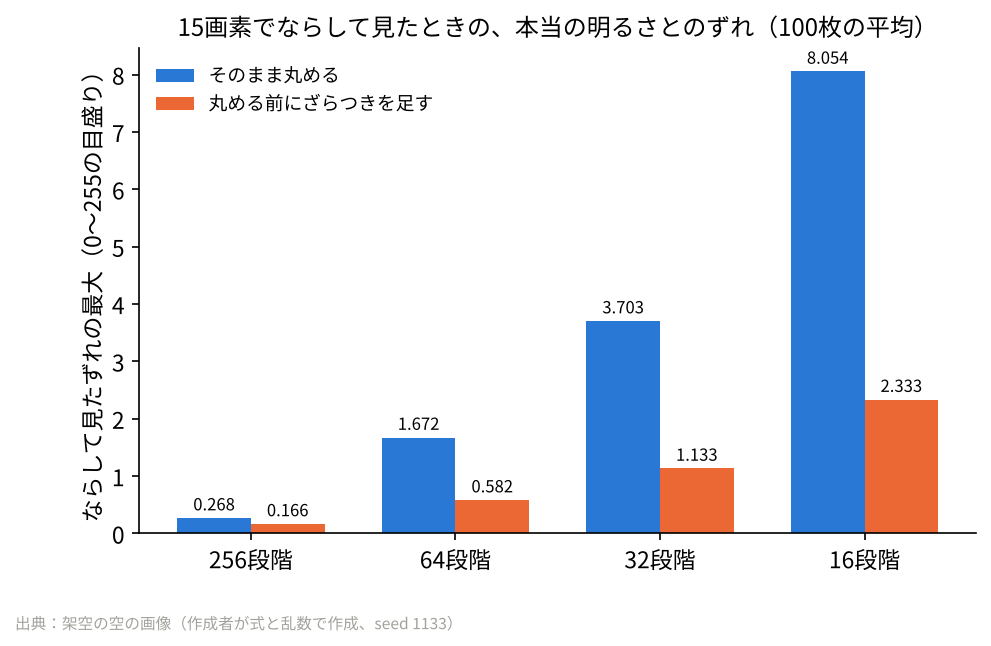 15画素でならして見たときの、本当の明るさとのずれ（100枚の平均）
ならして見たずれの最大（0〜255の目盛り）
そのまま丸める
丸める前にざらつきを足す
8
7
6
5
4
3
2
1
0
0.268
0.166
1.672
0.582
3.703
1.133
8.054
2.333
256段階
64段階
32段階
16段階
出典：架空の空の画像（作成者が式と乱数で作成、seed 1133）